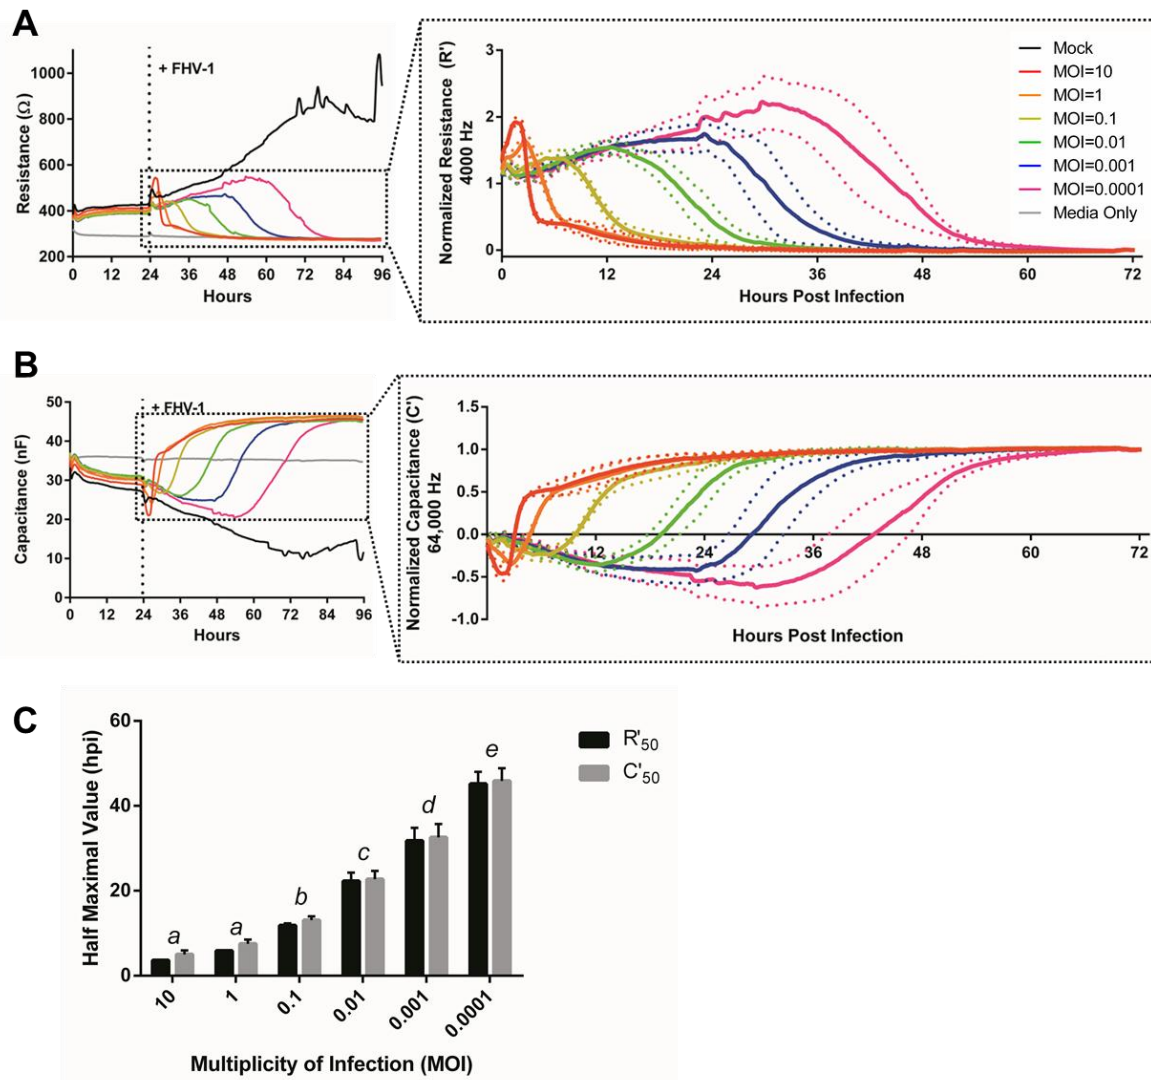 A
+ FHV-1
Resistance (Ω)
1000
800
600
400
200
0 12 24 36 48 60 72 84 96
Hours
Normalized Resistance (R')
4000 Hz
3
2
1
0
0 12 24 36 48 60 72
Hours Post Infection
Mock
MOI=10
MOI=1
MOI=0.1
MOI=0.01
MOI=0.001
MOI=0.0001
Media Only
B
+ FHV-1
Capacitance (nF)
50
40
30
20
10
0
0 12 24 36 48 60 72 84 96
Hours
Normalized Capacitance (C')
64,000 Hz
1.5
1.0
0.5
0.0
-0.5
-1.0
12 24 36 48 60 72
Hours Post Infection
C
Half Maximal Value (hpi)
60
40
20
0
a a b c d e
10 1 0.1 0.01 0.001 0.0001
Multiplicity of Infection (MOI)
R'50
C'50